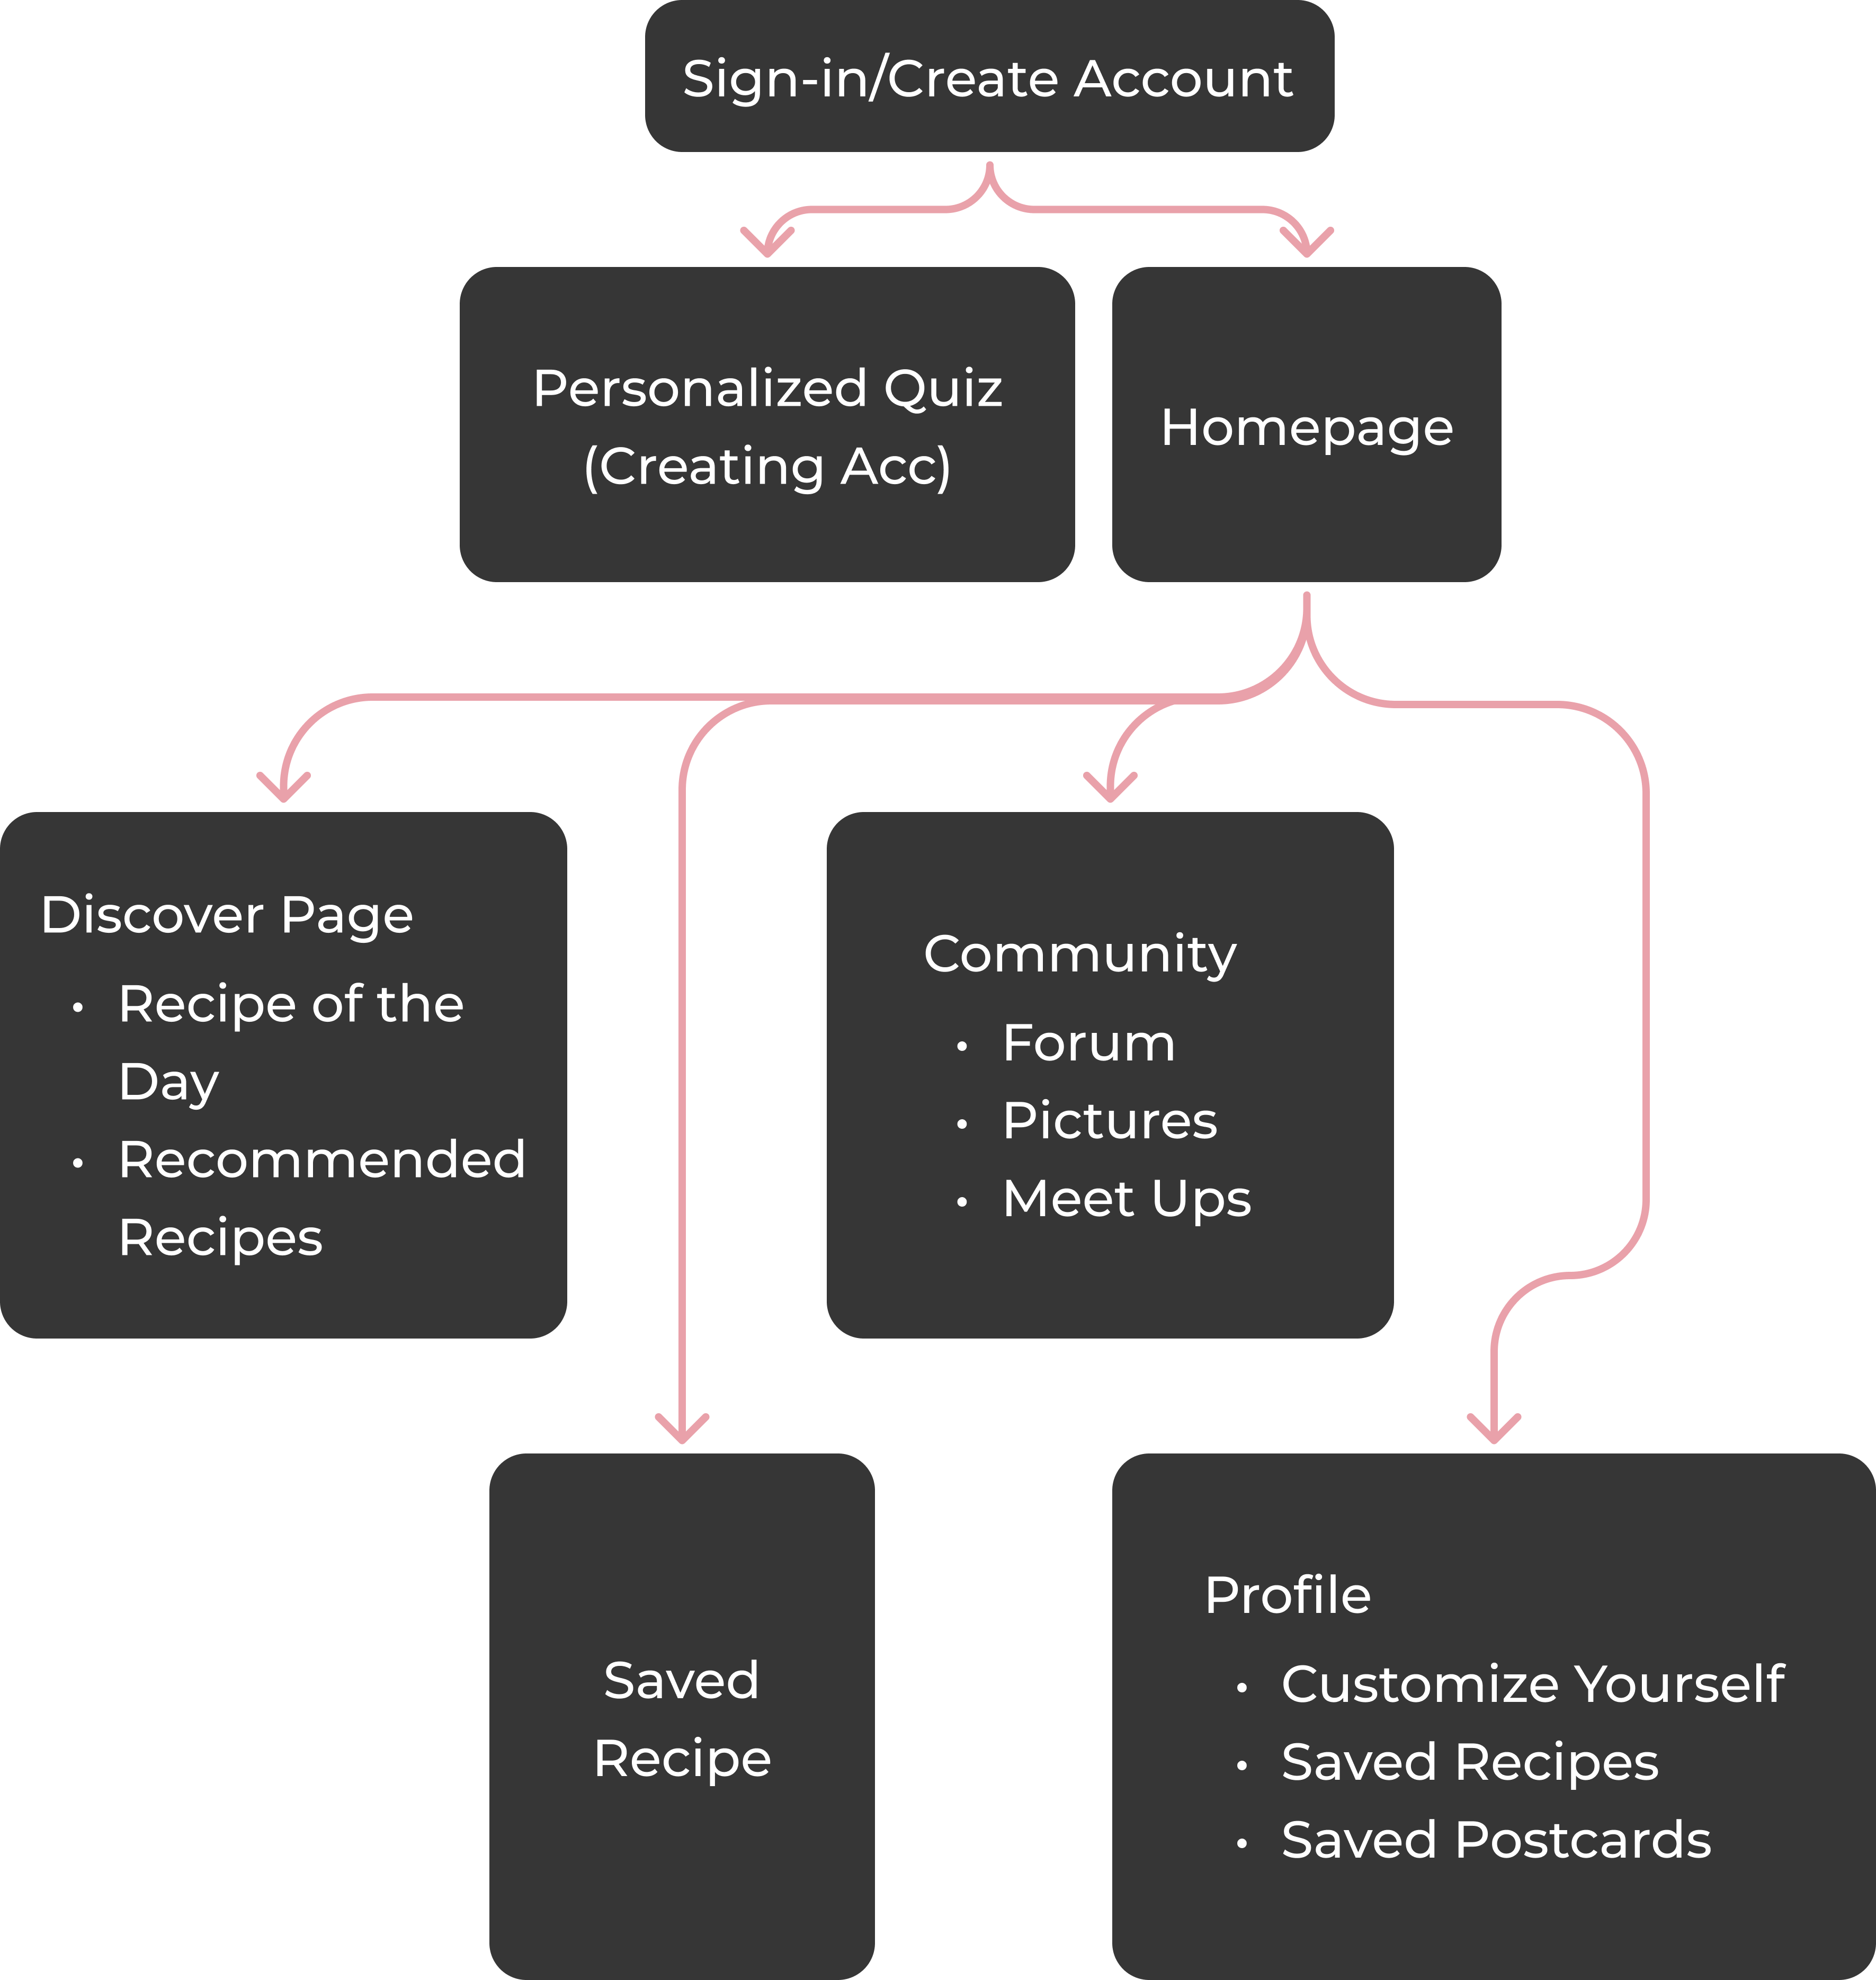 Sign-in/Create Account
Personalized Quiz
(Creating Acc)
Homepage
Discover Page
• Recipe of the
Day
• Recommended
Recipes
Community
• Forum
• Pictures
• Meet Ups
Saved
Recipe
Profile
• Customize Yourself
• Saved Recipes
• Saved Postcards